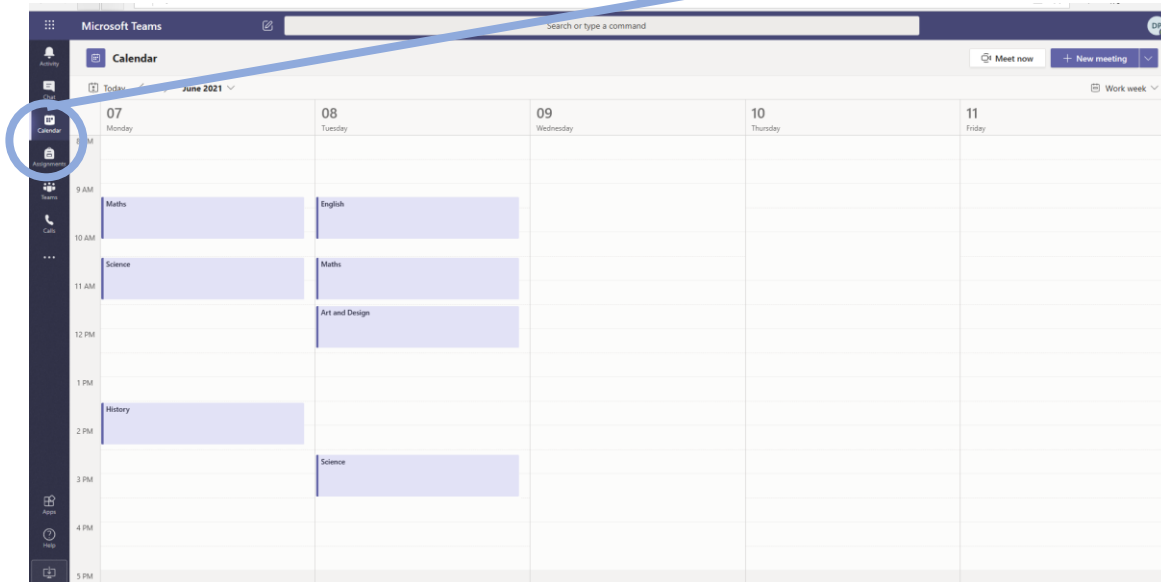 Microsoft Teams
Search or type a command
DP
Activity
Chat
Calendar
Assignments
Teams
Calls
Apps
Help
Calendar
Meet now
+ New meeting
Today
June 2021
Work week
07
Monday
08
Tuesday
09
Wednesday
10
Thursday
11
Friday
9 AM
10 AM
11 AM
12 PM
1 PM
2 PM
3 PM
4 PM
5 PM
Maths
Science
History
English
Maths
Art and Design
Science